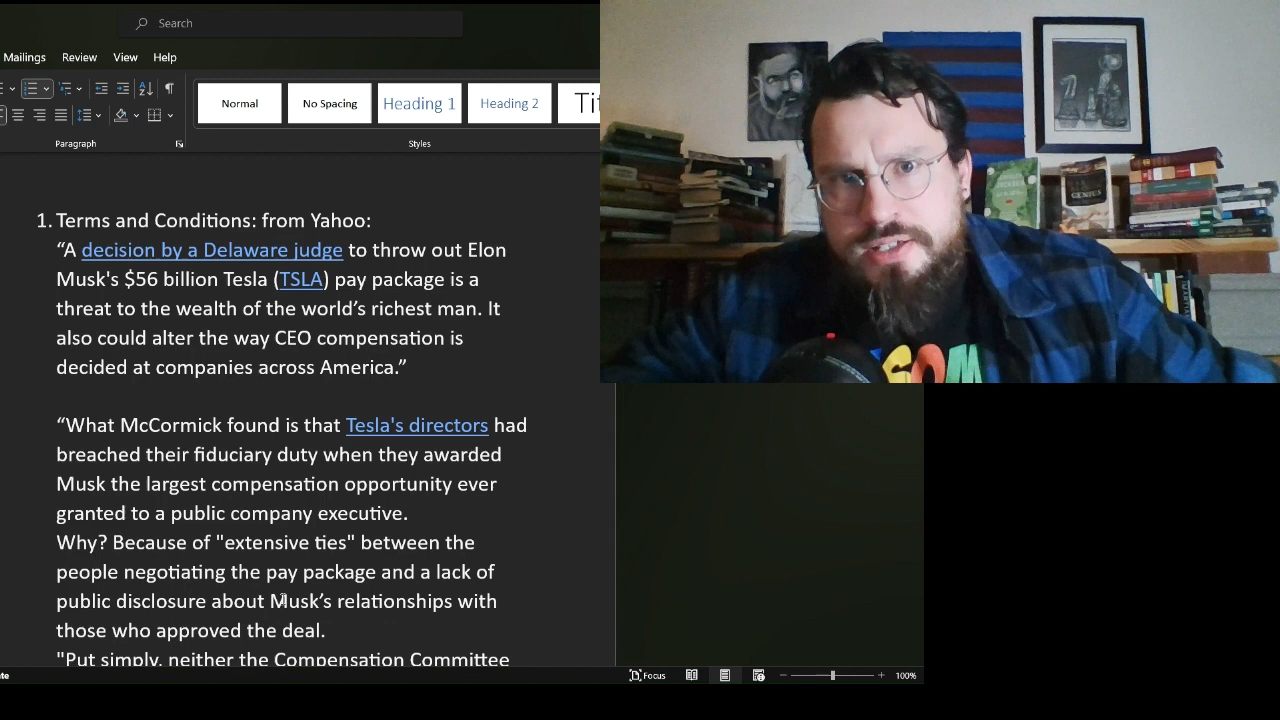 Search
Mailings Review View Help
Normal
No Spacing
Heading 1
Heading 2
Tit
Paragraph
Styles
1. Terms and Conditions: from Yahoo:
“A decision by a Delaware judge to throw out Elon
Musk's $56 billion Tesla (TSLA) pay package is a
threat to the wealth of the world’s richest man. It
also could alter the way CEO compensation is
decided at companies across America.”
“What McCormick found is that Tesla's directors had
breached their fiduciary duty when they awarded
Musk the largest compensation opportunity ever
granted to a public company executive.
Why? Because of "extensive ties" between the
people negotiating the pay package and a lack of
public disclosure about Musk’s relationships with
those who approved the deal.
"Put simply, neither the Compensation Committee
GENIUS
Focus
100%